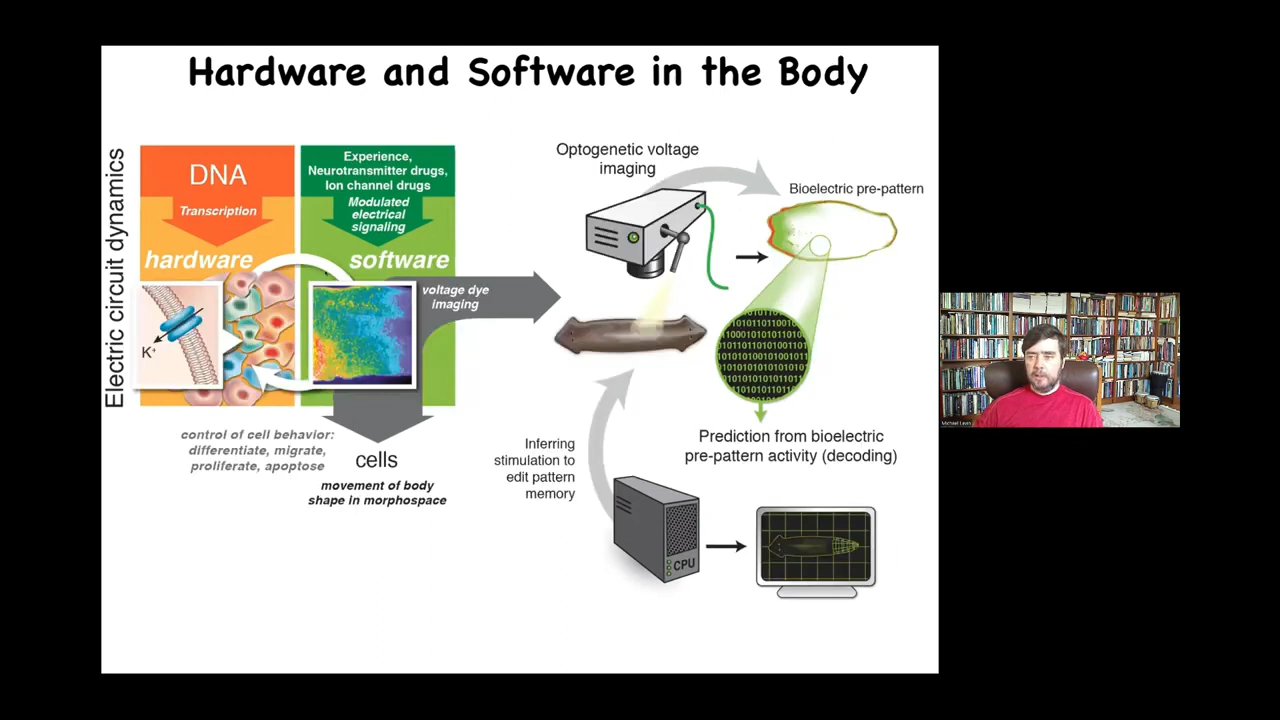 Hardware and Software in the Body
Electric circuit dynamics
DNA
Transcription
hardware
K+
Experience,
Neurotransmitter drugs,
Ion channel drugs
Modulated
electrical
signaling
software
voltage dye
imaging
control of cell behavior:
differentiate, migrate,
proliferate, apoptose
cells
movement of body
shape in morphospace
Optogenetic voltage
imaging
Bioelectric pre-pattern
Prediction from bioelectric
pre-pattern activity (decoding)
Inferring
stimulation to
edit pattern
memory
CPU
Michael Levin